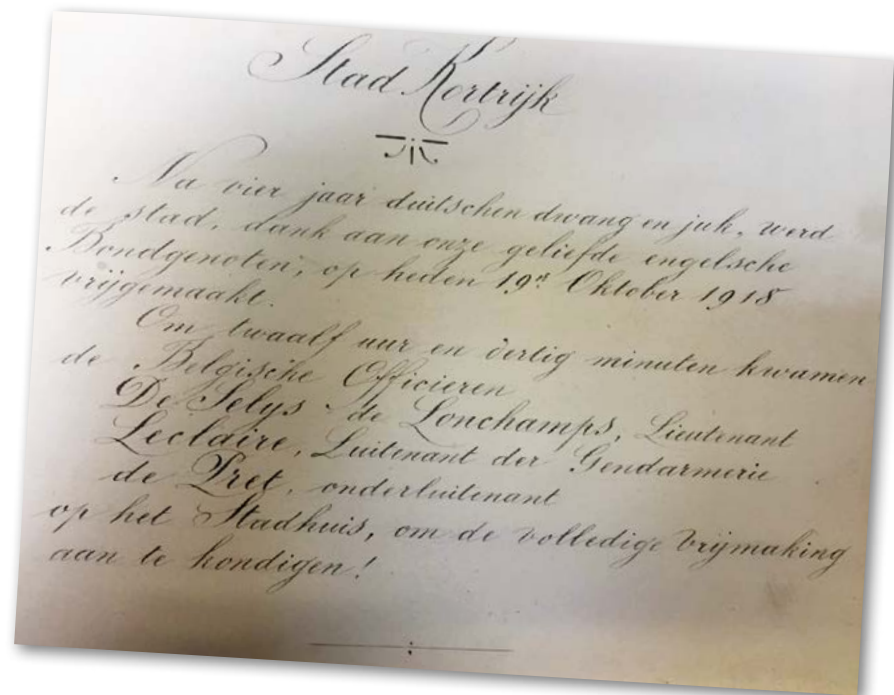 Stad Kortrijk
Na vier jaar duitschen dwang en juk, werd
de stad, dank aan onze geliefde engelsche
Bondgenoten, op heden 19n Oktober 1918
vrijgemaakt.
Om twaalf uur en dertig minuten kwamen
de Belgische Officieren
De Selys de Lonchamps, Lieutenant
Leclaire, Luitenant der Gendarmerie
de Pret, onderluitenant
op het Stadhuis, om de volledige vrijmaking
aan te kondigen!